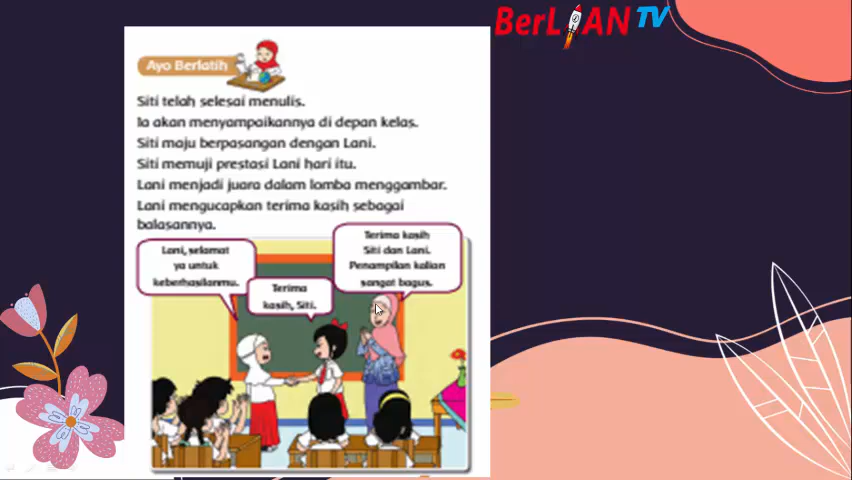 BerLIAN TV
Ayo Berlatih
Siti telah selesai menulis.
Ia akan menyampaikannya di depan kelas.
Siti maju berpasangan dengan Lani.
Siti memuji prestasi Lani hari itu.
Lani menjadi juara dalam lomba menggambar.
Lani mengucapkan terima kasih sebagai
balasannya.
Lani, selamat
ya untuk
keberhasilanmu.
Terima
kasih, Siti.
Terima kasih
Siti dan Lani.
Penampilan kalian
sangat bagus.